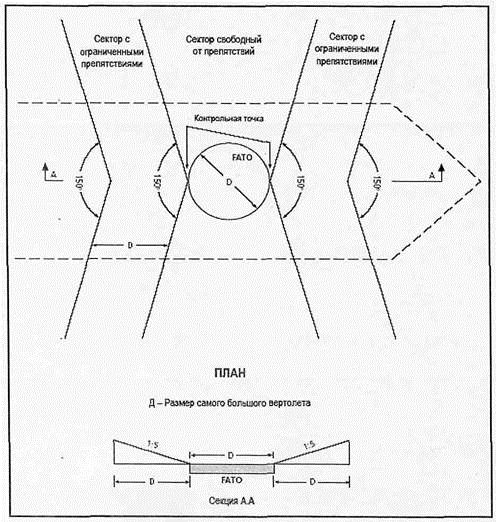 Сектор с
ограниченными
препятствиями
Сектор свободный
от препятствий
Сектор с
ограниченными
препятствиями
Контрольная точка
FATO
D
A
150°
150°
150°
150°
A
D
ПЛАН
Д – Размер самого большого вертолета
1:5
D
1:5
FATO
D
D
Секция А.А